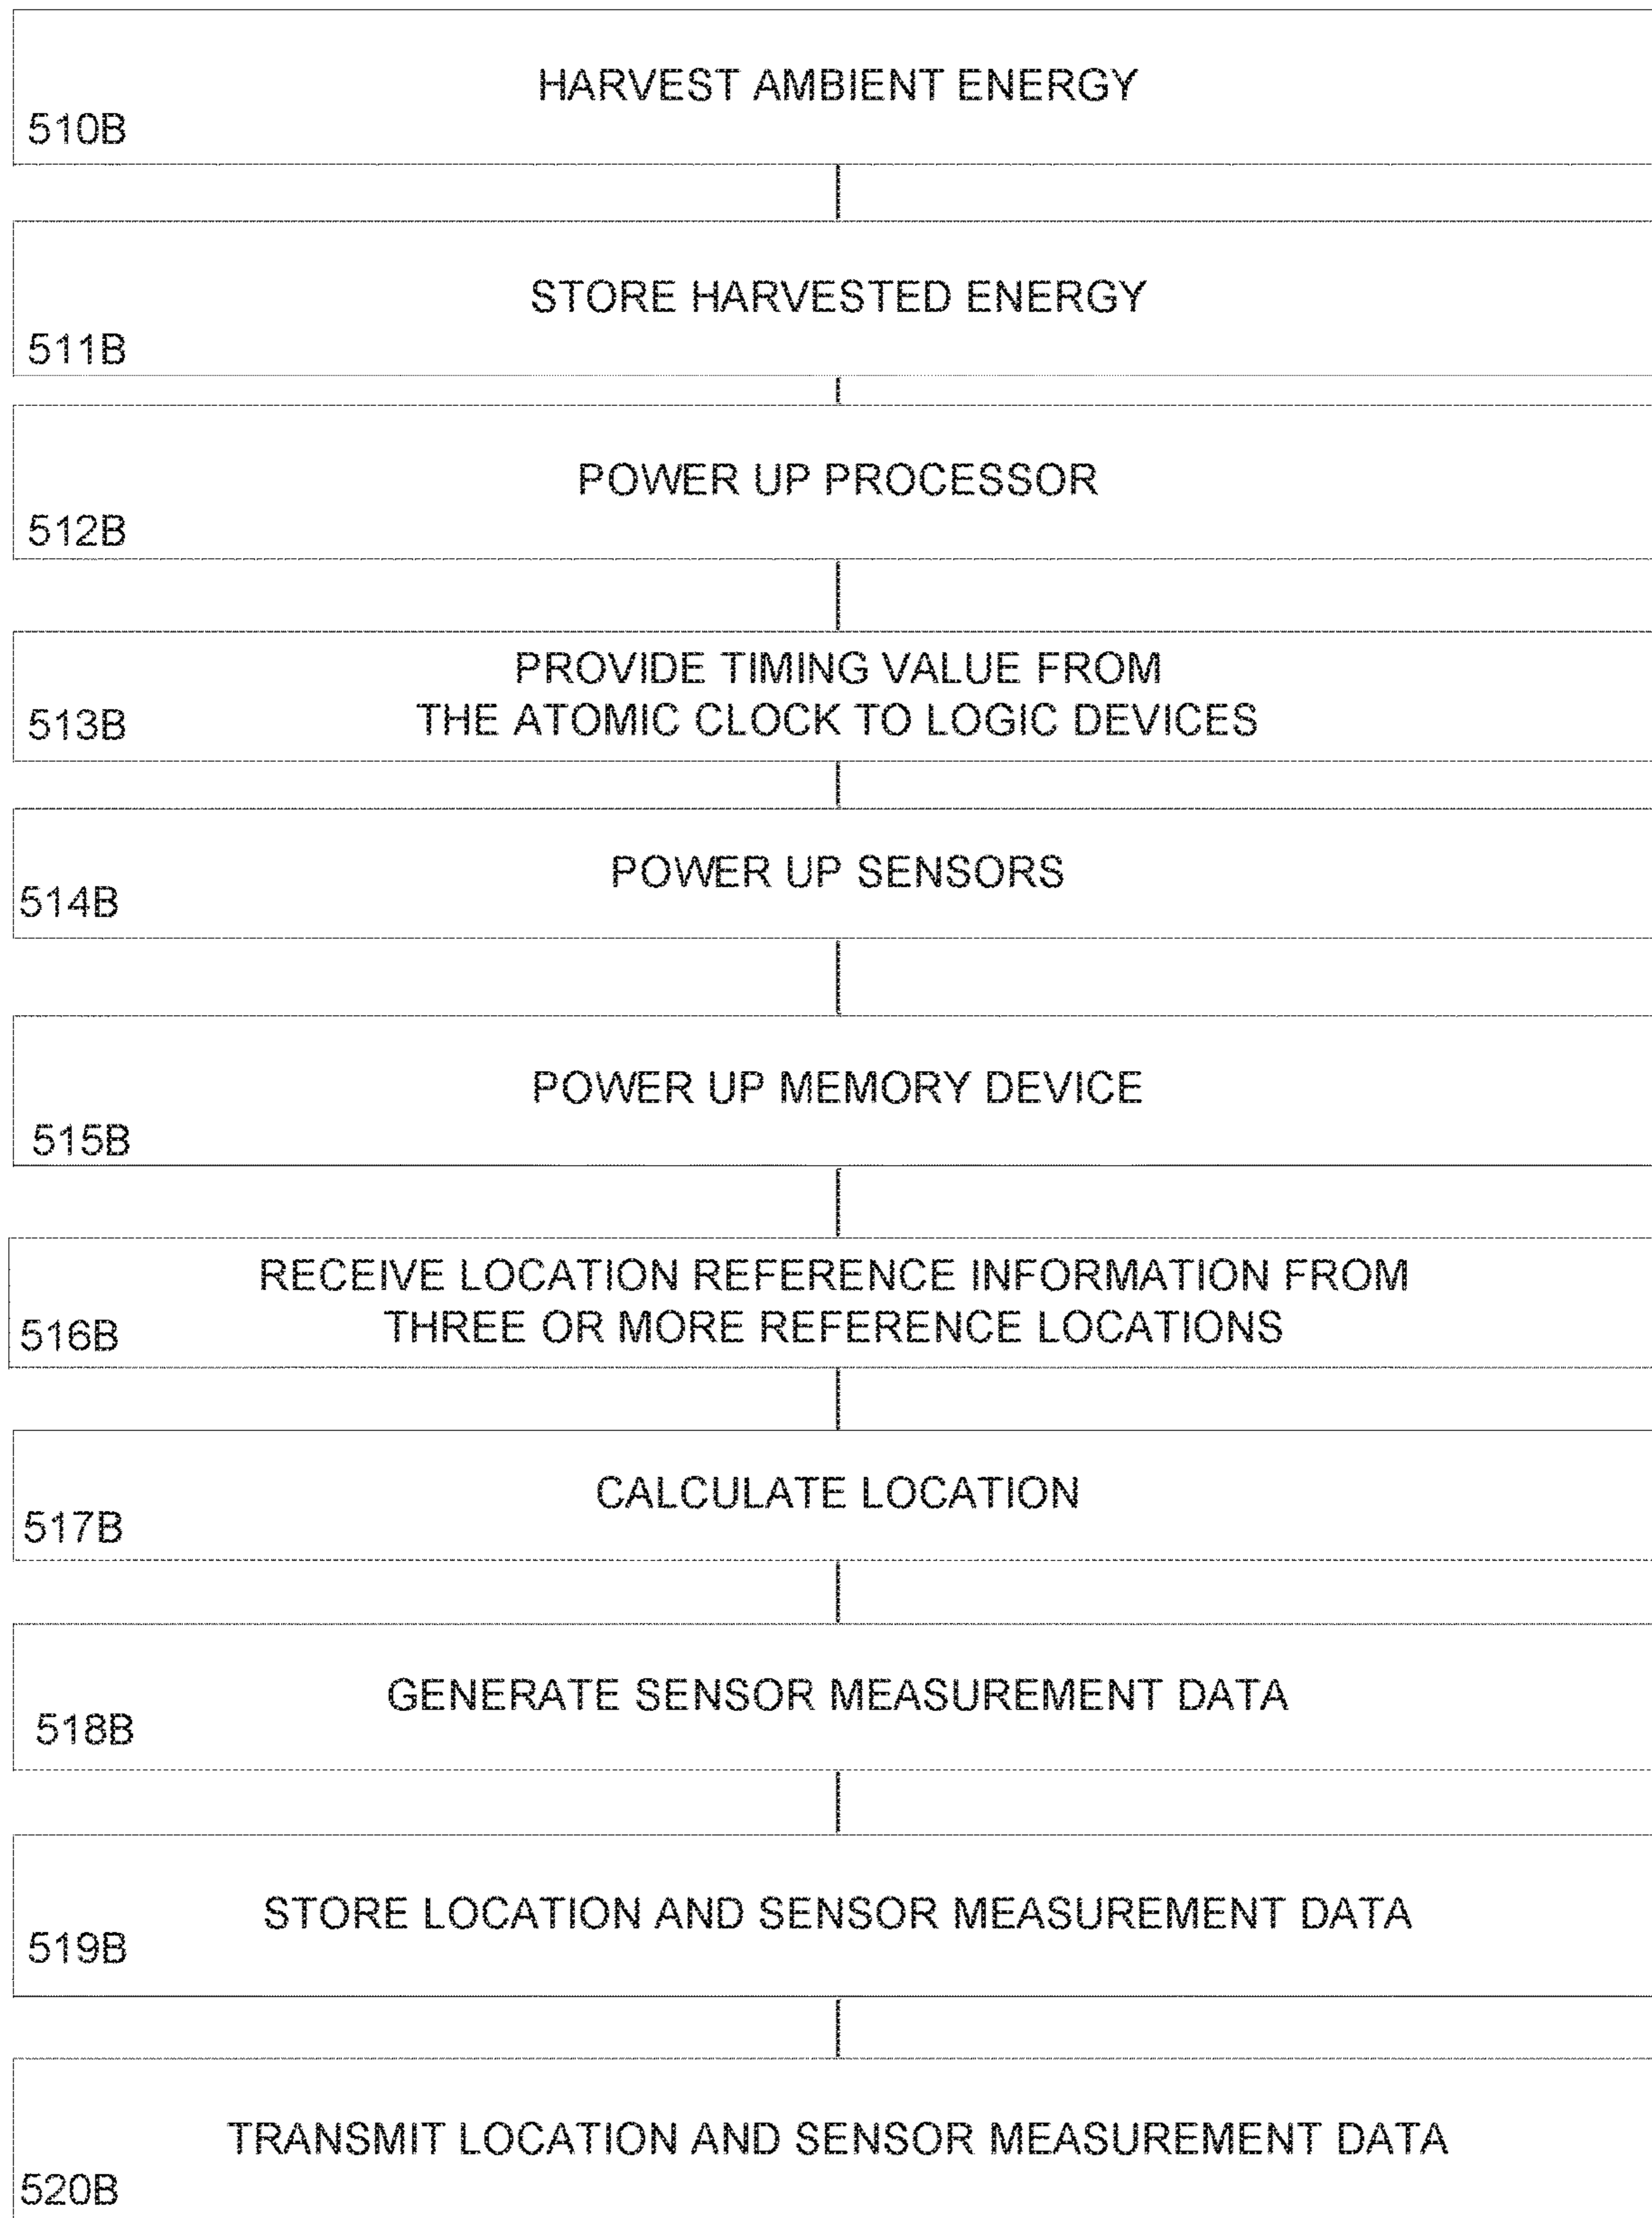 HARVEST AMBIENT ENERGY
510B
STORE HARVESTED ENERGY
511B
POWER UP PROCESSOR
512B
PROVIDE TIMING VALUE FROM
THE ATOMIC CLOCK TO LOGIC DEVICES
513B
POWER UP SENSORS
514B
POWER UP MEMORY DEVICE
515B
RECEIVE LOCATION REFERENCE INFORMATION FROM
THREE OR MORE REFERENCE LOCATIONS
516B
CALCULATE LOCATION
517B
GENERATE SENSOR MEASUREMENT DATA
518B
STORE LOCATION AND SENSOR MEASUREMENT DATA
519B
TRANSMIT LOCATION AND SENSOR MEASUREMENT DATA
520B